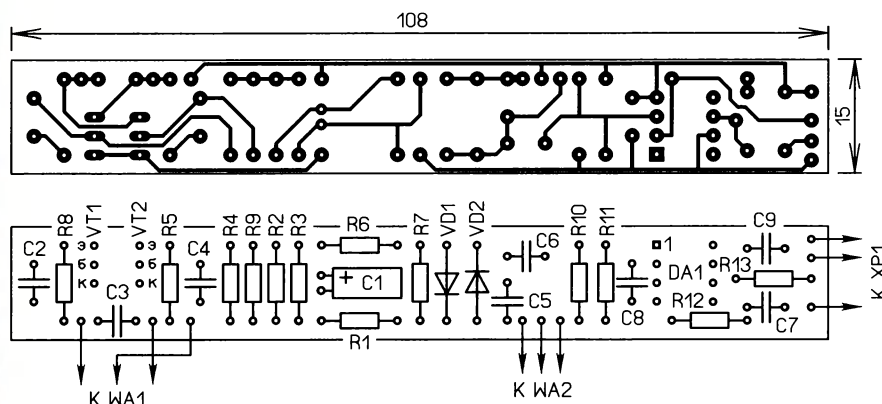 108
15
R8
VT1
VT2
R5
R4
R9
R2
R3
R6
R7
VD1
VD2
C6
R10
R11
1
C9
C2
э
б
к
э
б
к
C4
+
C1
C5
C8
DA1
R13
R12
C7
C3
R1
К XP1
К WA1
К WA2